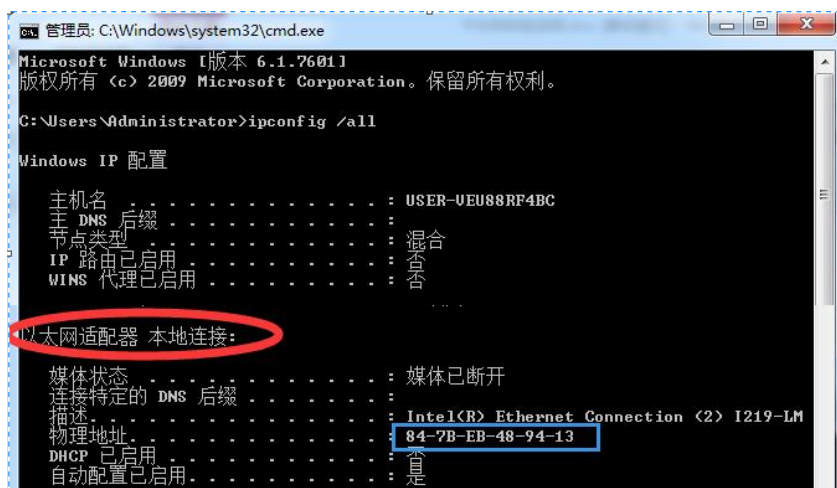 管理员: C:\Windows\system32\cmd.exe
Microsoft Windows [版本 6.1.7601]
版权所有 (c) 2009 Microsoft Corporation。保留所有权利。
C:\Users\Administrator>ipconfig /all
Windows IP 配置
主机名 . . . . . . . . . . . . . : USER-VEU88RF4BC
主 DNS 后缀 . . . . . . . . . . . :
节点类型 . . . . . . . . . . . . : 混合
IP 路由已启用 . . . . . . . . . . : 否
WINS 代理已启用 . . . . . . . . . : 否
以太网适配器 本地连接:
媒体状态 . . . . . . . . . . . . : 媒体已断开
连接特定的 DNS 后缀 . . . . . . . :
描述. . . . . . . . . . . . . . . : Intel(R) Ethernet Connection (2) I219-LM
物理地址. . . . . . . . . . . . . : 84-7B-EB-48-94-13
DHCP 已启用 . . . . . . . . . . . : 否
自动配置已启用. . . . . . . . . . : 是